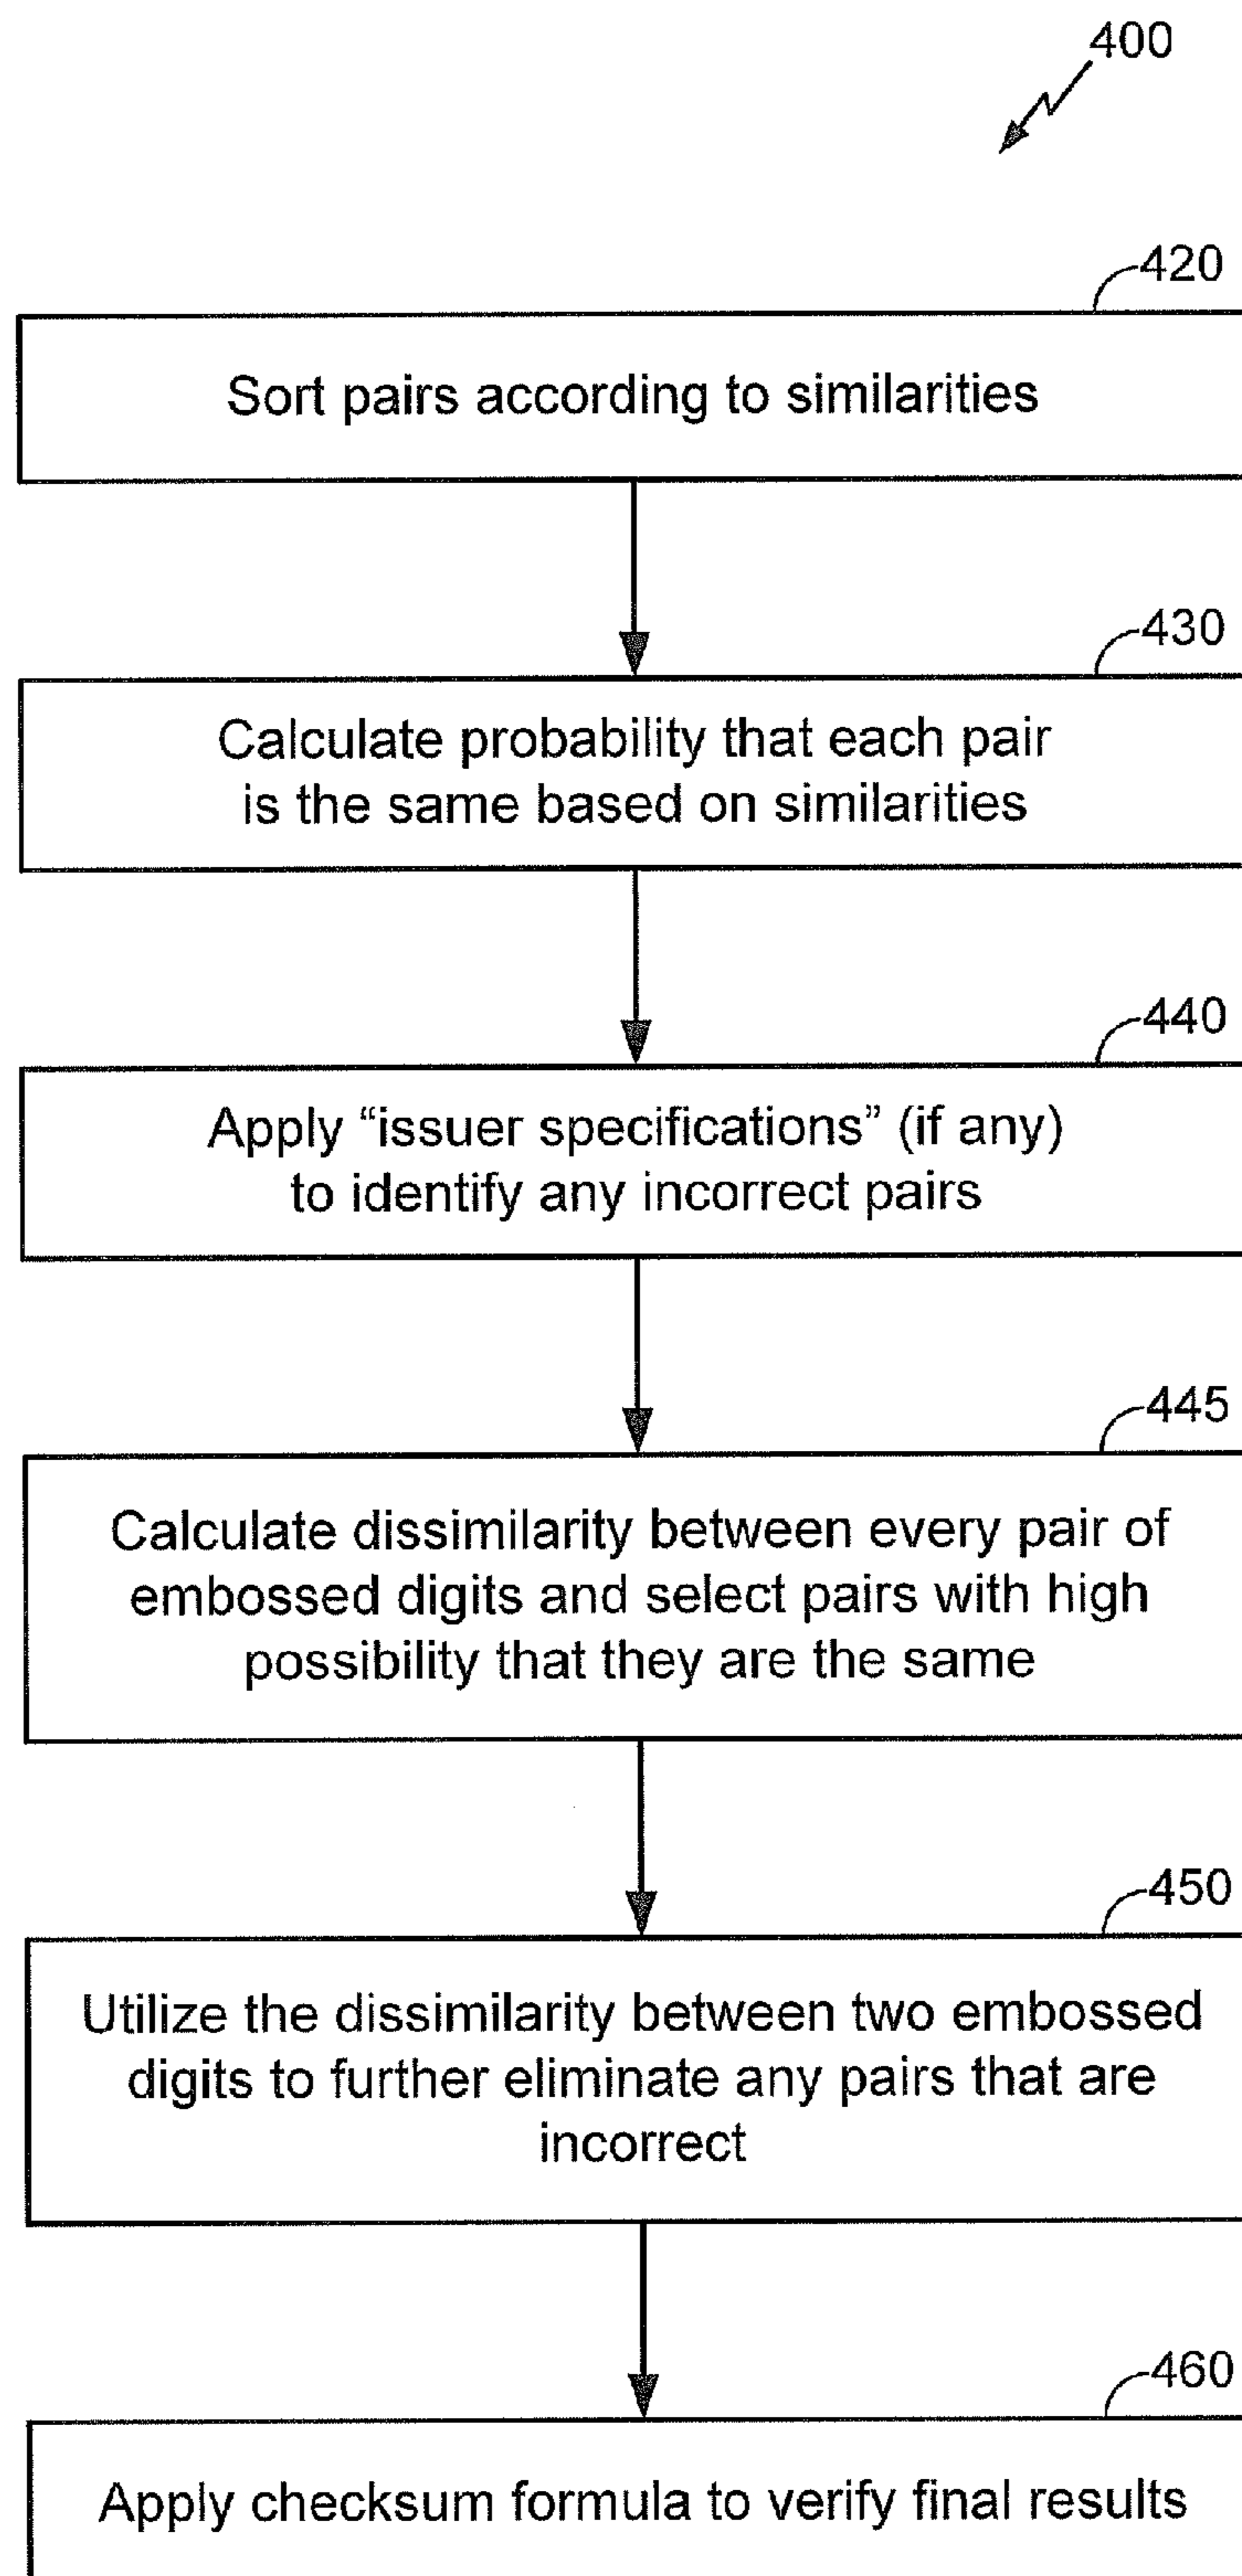 400
420
Sort pairs according to similarities
430
Calculate probability that each pair
is the same based on similarities
440
Apply “issuer specifications” (if any)
to identify any incorrect pairs
445
Calculate dissimilarity between every pair of
embossed digits and select pairs with high
possibility that they are the same
450
Utilize the dissimilarity between two embossed
digits to further eliminate any pairs that are
incorrect
460
Apply checksum formula to verify final results